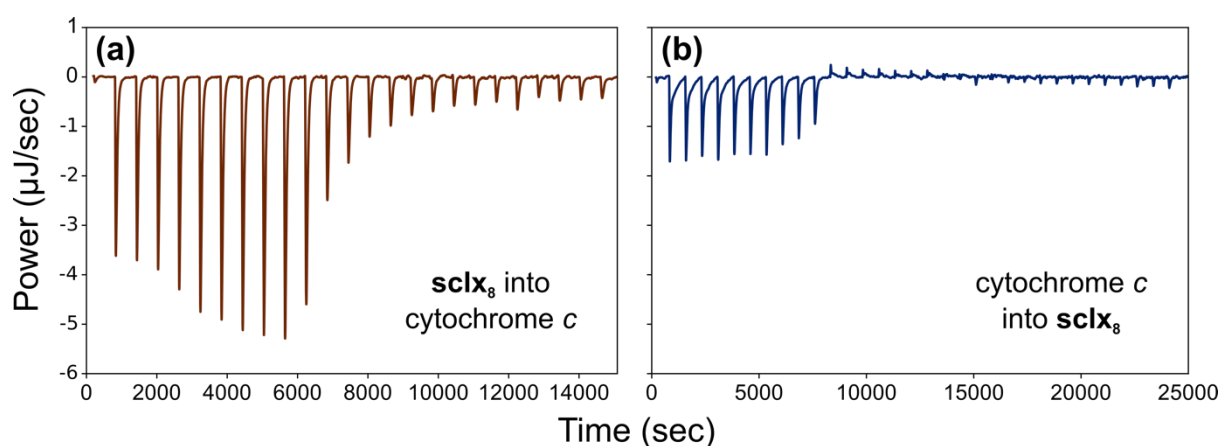 (a)
(b)
Power (µJ/sec)
1
0
-1
-2
-3
-4
-5
-6
sclx₈ into
cytochrome c
cytochrome c
into sclx₈
0 2000 4000 6000 8000 10000 12000 14000
0 5000 10000 15000 20000 25000
Time (sec)